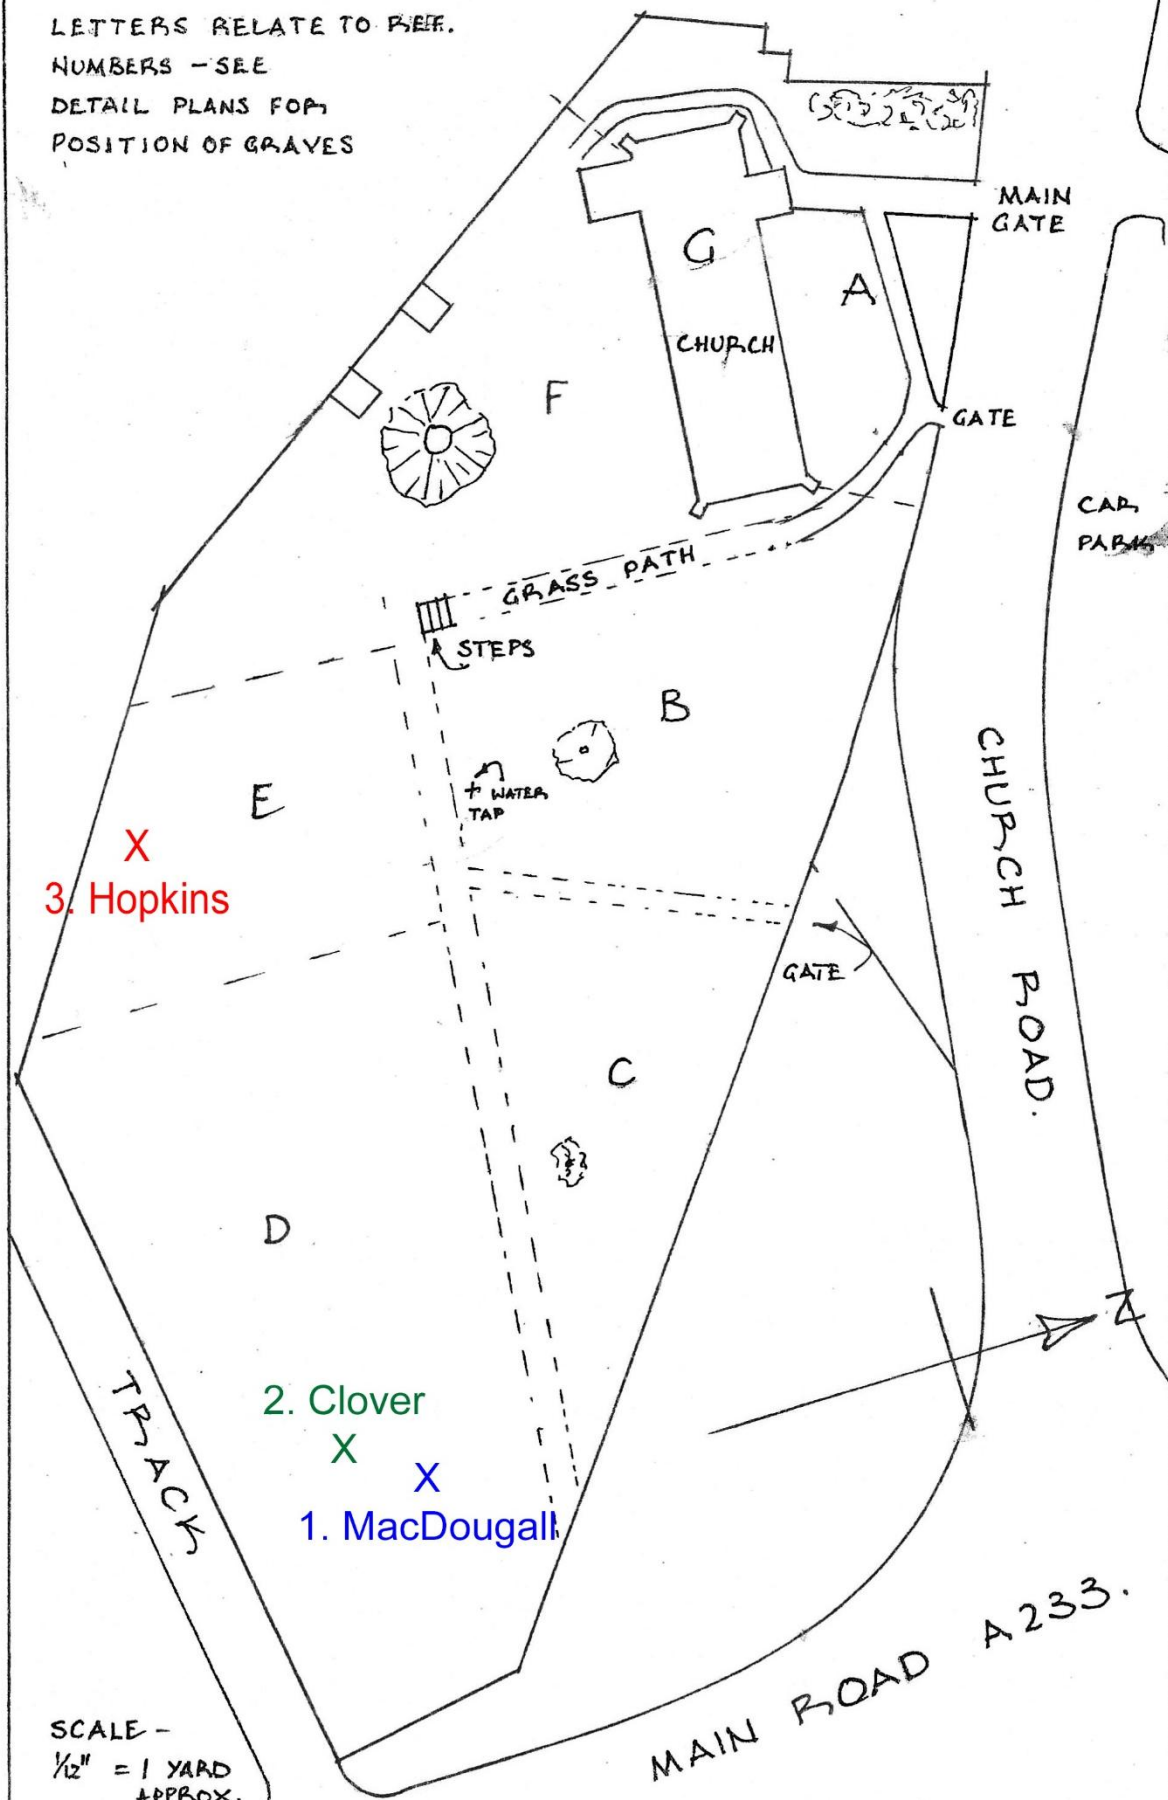 LETTERS RELATE TO REF.
NUMBERS - SEE
DETAIL PLANS FOR
POSITION OF GRAVES
MAIN
GATE
G
A
CHURCH
F
GATE
CAR
PARK
GRASS PATH
STEPS
B
E
+ WATER
TAP
CHURCH ROAD.
X
3. Hopkins
GATE
C
D
N
TRACK
2. Clover
X
X
1. MacDougall
MAIN ROAD A233.
SCALE -
1/12" = 1 YARD
APPROX.